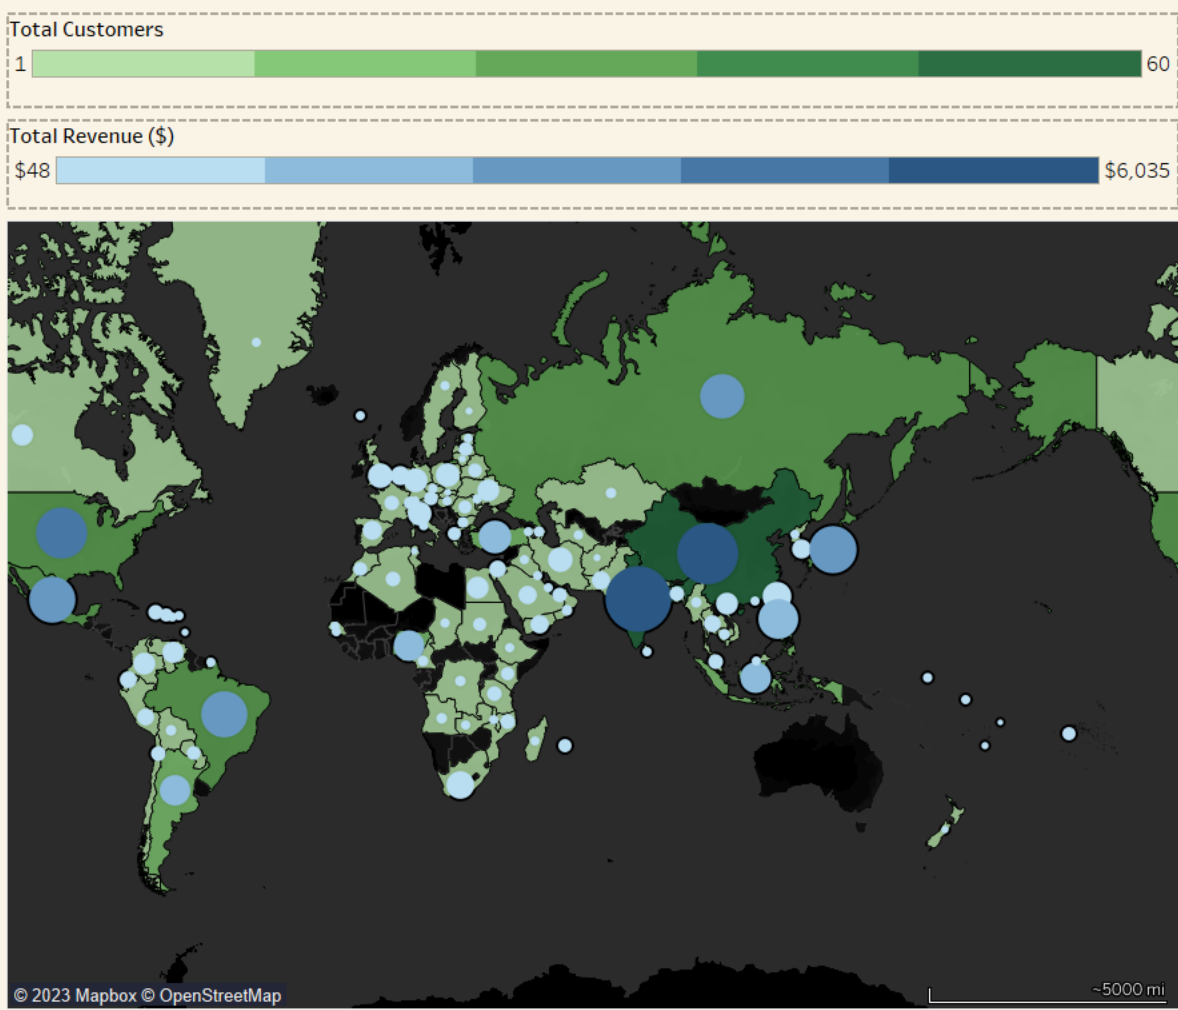 Total Customers
1 60
Total Revenue ($)
$48 $6,035
© 2023 Mapbox © OpenStreetMap
~5000 mi